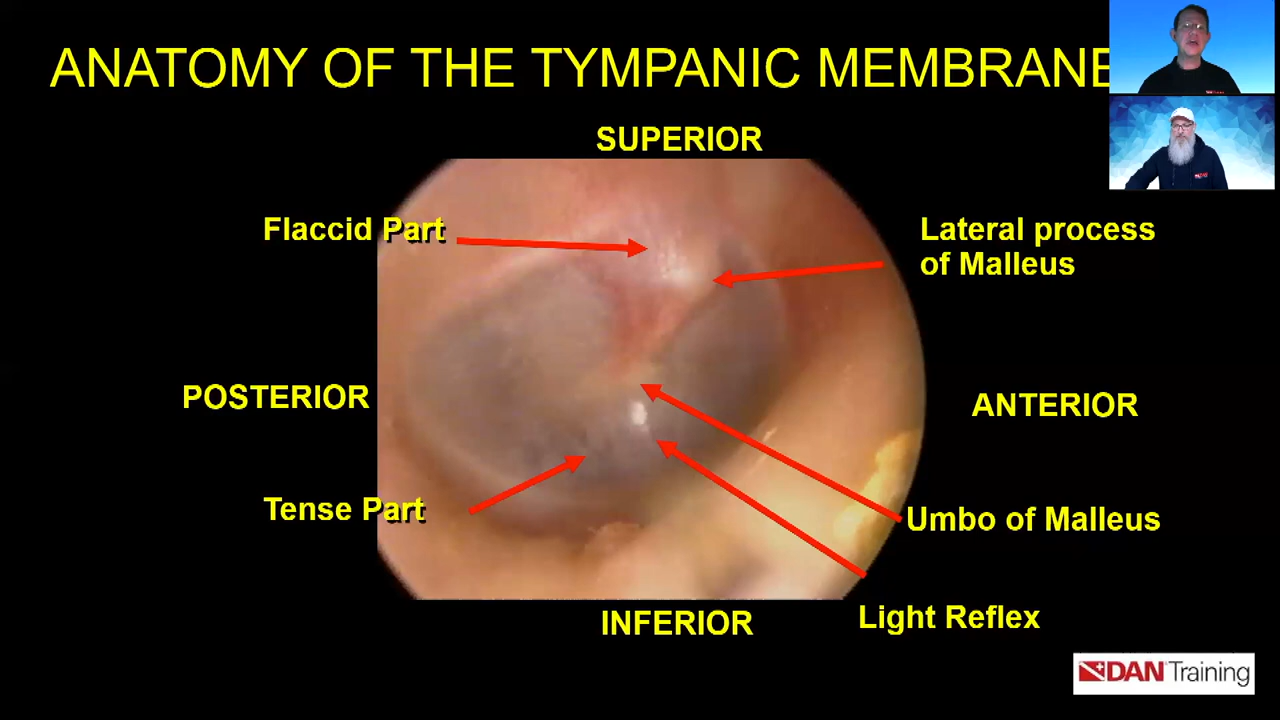 ANATOMY OF THE TYMPANIC MEMBRANE
SUPERIOR
Flaccid Part
Lateral process
of Malleus
POSTERIOR
ANTERIOR
Tense Part
Umbo of Malleus
INFERIOR
Light Reflex
DAN Training
DAN